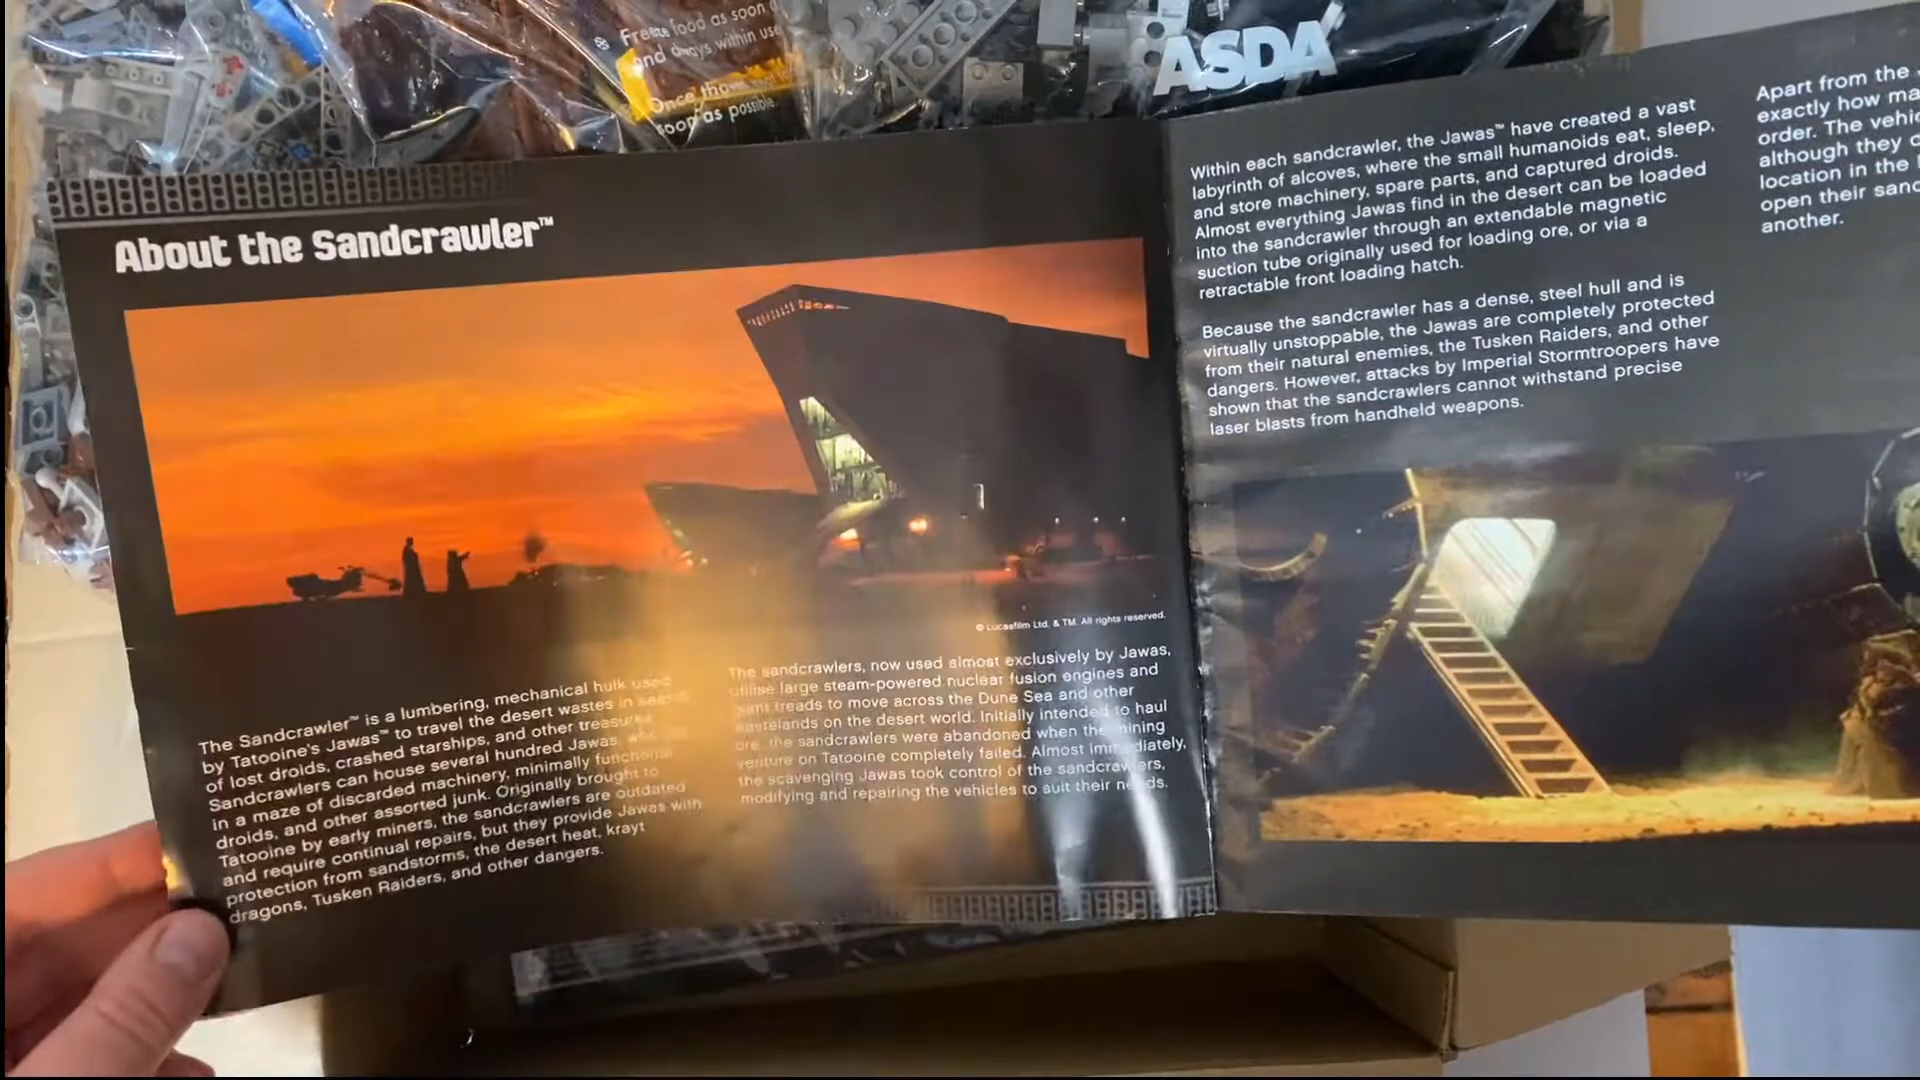 Freeze food as soon
and always within use
Once thawed
soon as possible.
ASDA
About the Sandcrawler™
© Lucasfilm Ltd. & TM. All rights reserved.
The Sandcrawler™ is a lumbering, mechanical hulk used
by Tatooine's Jawas™ to travel the desert wastes in search
of lost droids, crashed starships, and other treasures.
Sandcrawlers can house several hundred Jawas,
in a maze of discarded machinery, minimally functional
droids, and other assorted junk. Originally brought to
Tatooine by early miners, the sandcrawlers are outdated
and require continual repairs, but they provide Jawas with
protection from sandstorms, the desert heat, krayt
dragons, Tusken Raiders, and other dangers.
The sandcrawlers, now used almost exclusively by Jawas,
utilise large steam-powered nuclear fusion engines and
giant treads to move across the Dune Sea and other
wastelands on the desert world. Initially intended to haul
ore, the sandcrawlers were abandoned when the mining
venture on Tatooine completely failed. Almost immediately,
the scavenging Jawas took control of the sandcrawlers,
modifying and repairing the vehicles to suit their needs.
Within each sandcrawler, the Jawas™ have created a vast
labyrinth of alcoves, where the small humanoids eat, sleep,
and store machinery, spare parts, and captured droids.
Almost everything Jawas find in the desert can be loaded
into the sandcrawler through an extendable magnetic
suction tube originally used for loading ore, or via a
retractable front loading hatch.
Because the sandcrawler has a dense, steel hull and is
virtually unstoppable, the Jawas are completely protected
from their natural enemies, the Tusken Raiders, and other
dangers. However, attacks by Imperial Stormtroopers have
shown that the sandcrawlers cannot withstand precise
laser blasts from handheld weapons.
Apart from the
exactly how ma
order. The vehic
although they c
location in the
open their sand
another.